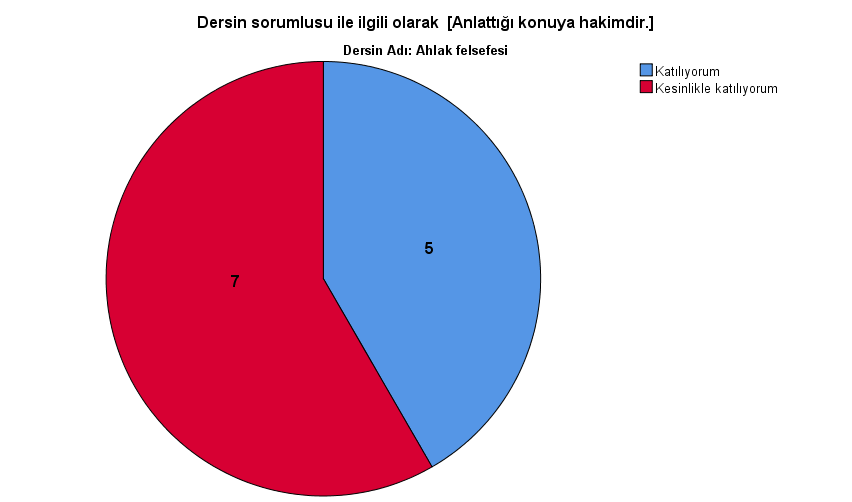 Dersin sorumlusu ile ilgili olarak [Anlattığı konuya hakimdir.]
Dersin Adı: Ahlak felsefesi
Katılıyorum
Kesinlikle katılıyorum
5
7